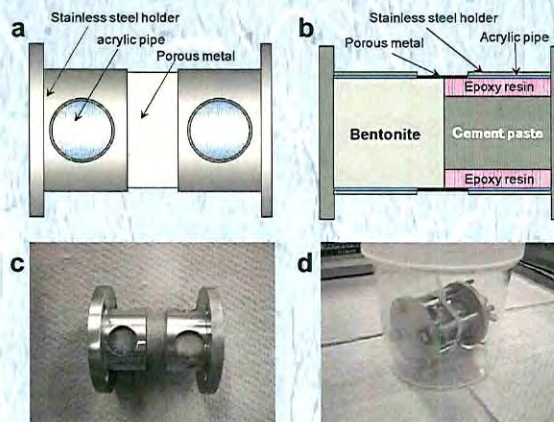 a
Stainless steel holder
acrylic pipe
Porous metal
b
Stainless steel holder
Porous metal
Acrylic pipe
Epoxy resin
Bentonite
Cement paste
Epoxy resin
c
d